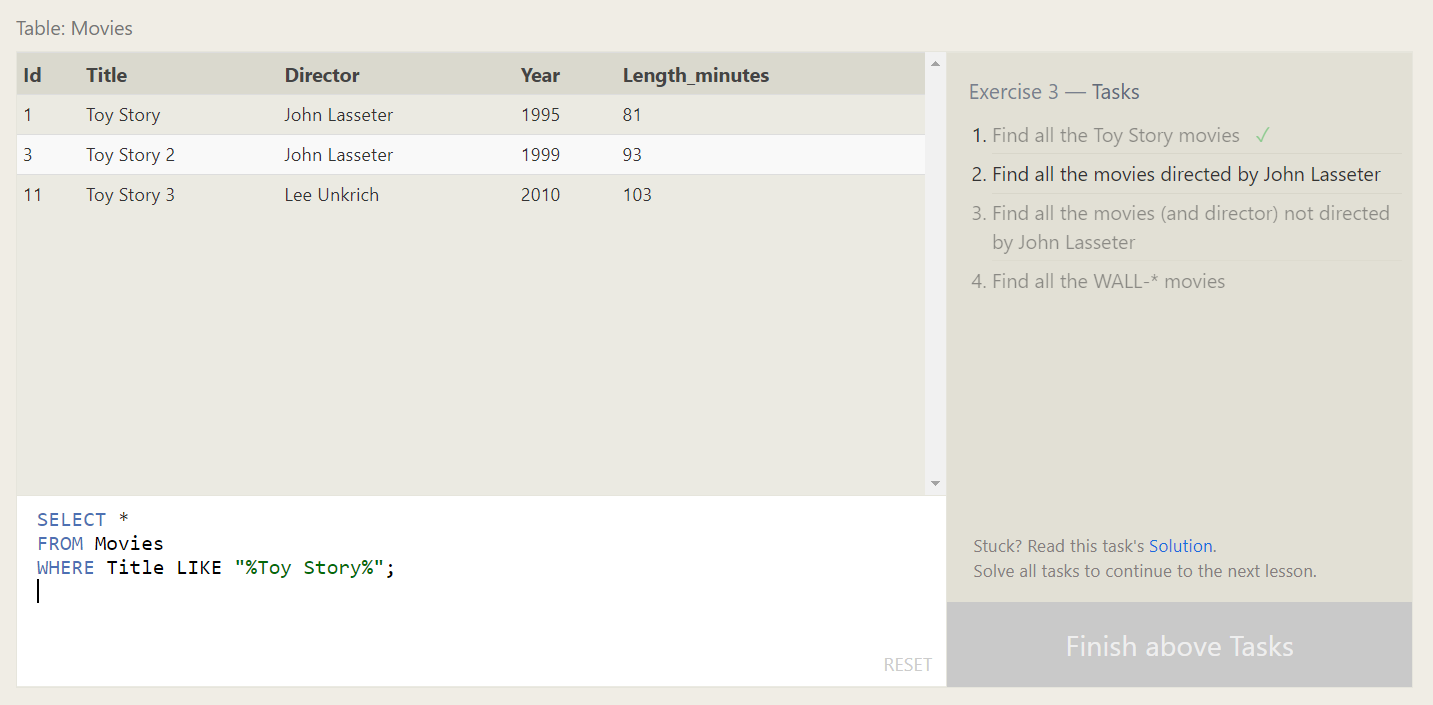 Table: Movies
Id Title Director Year Length_minutes
1 Toy Story John Lasseter 1995 81
3 Toy Story 2 John Lasseter 1999 93
11 Toy Story 3 Lee Unkrich 2010 103
SELECT *
FROM Movies
WHERE Title LIKE "%Toy Story%";
RESET
Exercise 3 — Tasks
1. Find all the Toy Story movies ✓
2. Find all the movies directed by John Lasseter
3. Find all the movies (and director) not directed
by John Lasseter
4. Find all the WALL-* movies
Stuck? Read this task's Solution.
Solve all tasks to continue to the next lesson.
Finish above Tasks